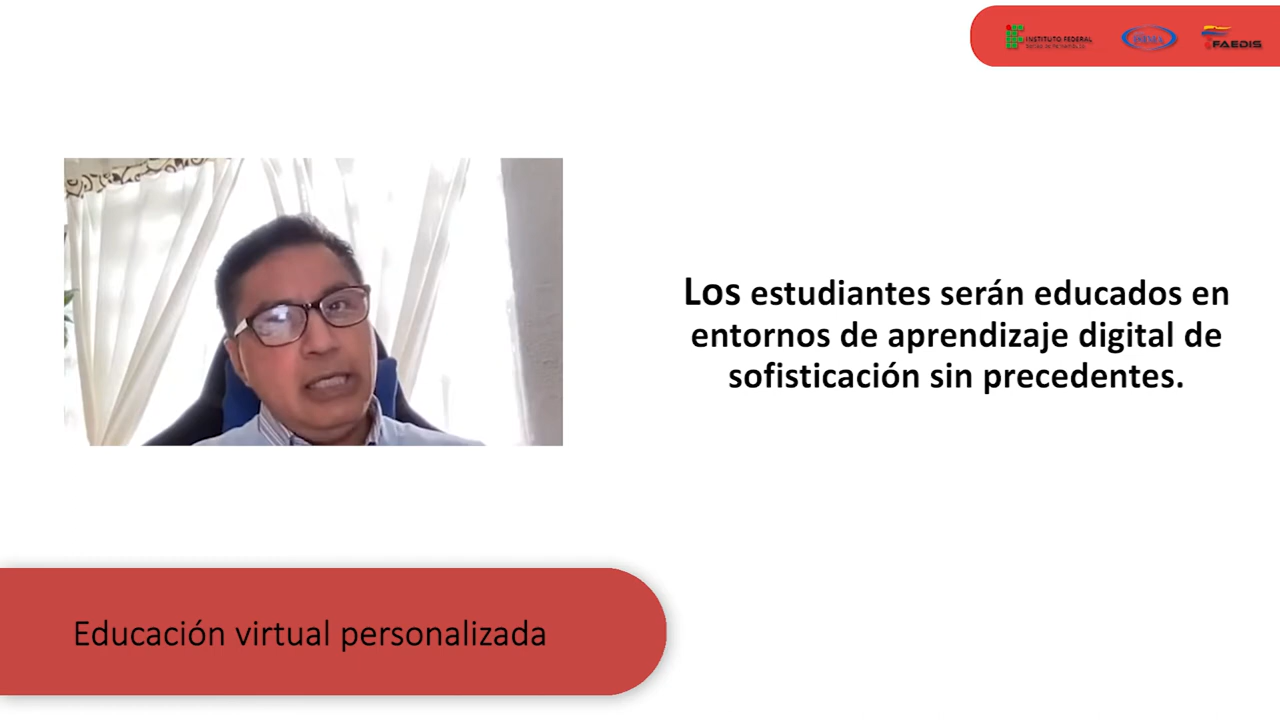 INSTITUTO FEDERAL
FAEDIS
Los estudiantes serán educados en
entornos de aprendizaje digital de
sofisticación sin precedentes.
Educación virtual personalizada